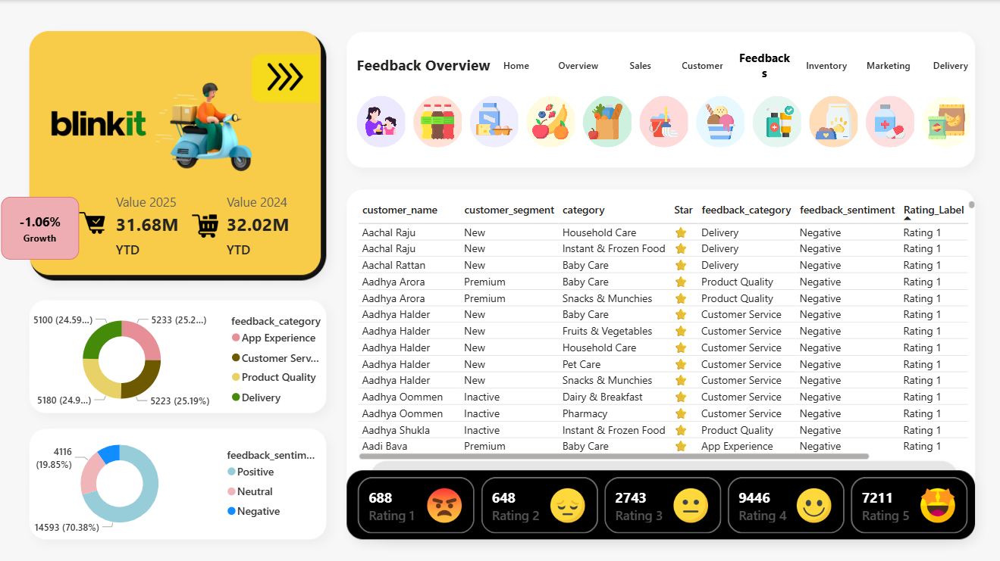 blinkit
Value 2025
31.68M
YTD
Value 2024
32.02M
YTD
-1.06%
Growth
Feedback Overview Home Overview Sales Customer Feedback
s Inventory Marketing Delivery
5100 (24.59...) 5233 (25.2...)
5180 (24.9...) 5223 (25.19%)
feedback_category
App Experience
Customer Serv...
Product Quality
Delivery
4116
(19.85%)
14593 (70.38%)
feedback_sentim...
Positive
Neutral
Negative
customer_name customer_segment category Star feedback_category feedback_sentiment Rating_Label
Aachal Raju New Household Care Delivery Negative Rating 1
Aachal Raju New Instant & Frozen Food Delivery Negative Rating 1
Aachal Rattan New Baby Care Delivery Negative Rating 1
Aadhya Arora Premium Baby Care Product Quality Negative Rating 1
Aadhya Arora Premium Snacks & Munchies Product Quality Negative Rating 1
Aadhya Halder New Baby Care Customer Service Negative Rating 1
Aadhya Halder New Fruits & Vegetables Customer Service Negative Rating 1
Aadhya Halder New Household Care Customer Service Negative Rating 1
Aadhya Halder New Pet Care Customer Service Negative Rating 1
Aadhya Halder New Snacks & Munchies Customer Service Negative Rating 1
Aadhya Oommen Inactive Dairy & Breakfast Customer Service Negative Rating 1
Aadhya Oommen Inactive Pharmacy Customer Service Negative Rating 1
Aadhya Shukla Inactive Instant & Frozen Food Product Quality Negative Rating 1
Aadi Bava Premium Baby Care App Experience Negative Rating 1
688
Rating 1
648
Rating 2
2743
Rating 3
9446
Rating 4
7211
Rating 5